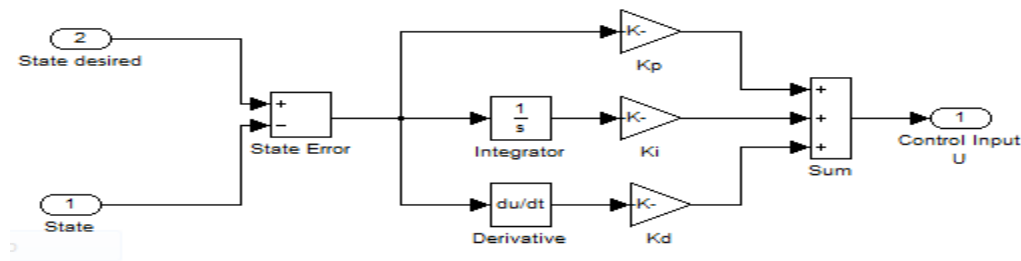 2
State desired
+
−
State Error
1
State
1
s
Integrator
du/dt
Derivative
K-
Kp
K-
Ki
K-
Kd
+
+
+
Sum
1
Control Input
U